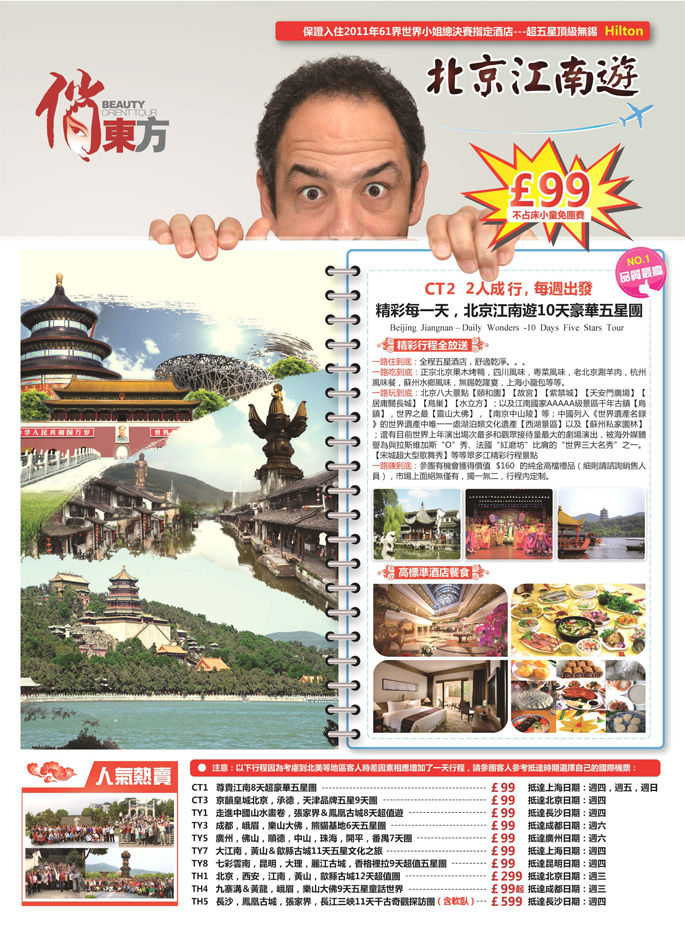 保證入住2011年61界世界小姐總決賽指定酒店---超五星頂級無錫 Hilton
北京江南遊
俏東方
BEAUTY
ORIENT TOUR
£99
不占床小童免團費
NO.1
品質最高
CT2 2人成行，每週出發
精彩每一天，北京江南遊10天豪華五星團
Beijing Jiangnan – Daily Wonders -10 Days Five Stars Tour
精彩行程全放送
一路住到底：全程五星酒店，舒適乾淨。。。
一路吃到底：正宗北京果木烤鴨，四川風味，粵菜風味，老北京涮羊肉，杭州
風味餐，蘇州水鄉風味，無錫乾隆宴，上海小籠包等等。
一路玩到底：北京八大景點【頤和園】【故宮】【紫禁城】【天安門廣場】【
居庸關長城】【鳥巢】【水立方】；以及江南國家AAAAA級景區千年古鎮【烏
鎮】，世界之最【靈山大佛】，【南京中山陵】等；中國列入《世界遺產名錄
》的世界遺產中唯一一處湖泊類文化遺產【西湖景區】以及【蘇州私家園林】
；還有目前世界上年演出場次最多和觀眾接待量最大的劇場演出，被海外媒體
譽為與拉斯維加斯“O”秀、法國“紅磨坊”比肩的“世界三大名秀”之一。
【宋城超大型歌舞秀】等等眾多江精彩行程景點
一路賺到底：參團有機會獲得價值 $160 的純金高檔禮品（細則請諮詢銷售人
員），市場上面絕無僅有，獨一無二，行程內定制。
华人民共和国万岁
世界
高標準酒店餐食
人氣熱賣
● 注意：以下行程因為考慮到北美等地區客人時差因素相應增加了一天行程，請參團客人參考抵達時期選擇自己的國際機票：
CT1 尊貴江南8天超豪華五星團 £99 抵達上海日期：週四，週五，週日
CT3 京韻皇城北京，承德，天津品牌五星9天團 £99 抵達北京日期：週四
TY1 走進中國山水畫卷，張家界＆鳳凰古城8天超值遊 £99 抵達長沙日期：週四
TY3 成都，峨眉，樂山大佛，熊貓基地6天五星團 £99 抵達成都日期：週六
TY5 廣州，佛山，順德，中山，珠海，開平，番禺7天團 £99 抵達廣州日期：週六
TY7 大江南，黃山＆歙縣古城11天五星文化之旅 £99 抵達上海日期：週四
TY8 七彩雲南，昆明，大理，麗江古城，香格裡拉9天超值五星團 £99 抵達昆明日期：週四
TH1 北京，西安，江南，黃山，歙縣古城12天超值團 £299 抵達北京日期：週三
TH4 九寨溝＆黃龍，峨眉，樂山大佛9天五星童話世界 £99起 抵達成都日期：週三
TH5 長沙，鳳凰古城，張家界，長江三峽11天千古奇觀探訪團（含軟臥） £599 抵達長沙日期：週四